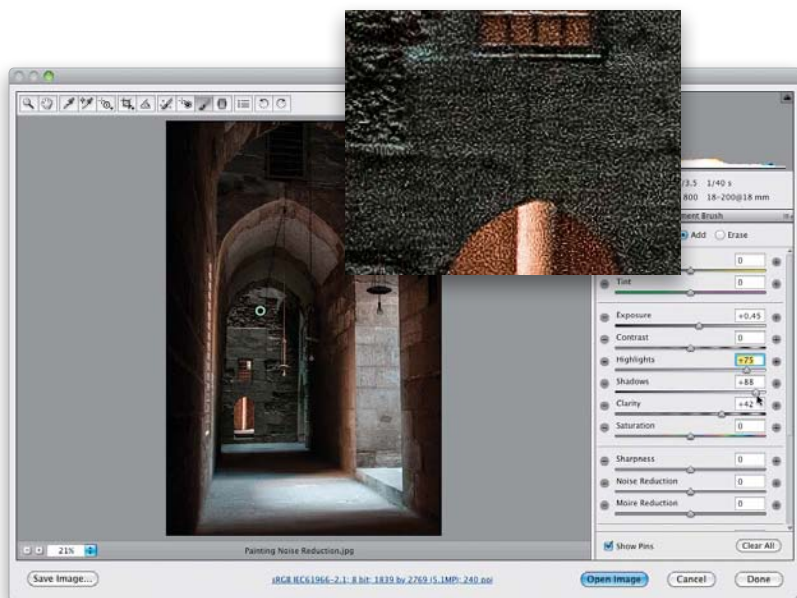 /3.5 1/40 s
800 18-200@18 mm
ment Brush
Add Erase
0
Tint 0
Exposure +0.45
Contrast 0
Highlights +75
Shadows +88
Clarity +42
Saturation 0
Sharpness 0
Noise Reduction 0
Moire Reduction 0
Show Pins Clear All
21% Painting Noise Reduction.jpg
Save Image... sRGB IEC61966-2.1; 8 bit; 1839 by 2769 (5.1MP); 240 ppi Open Image Cancel Done